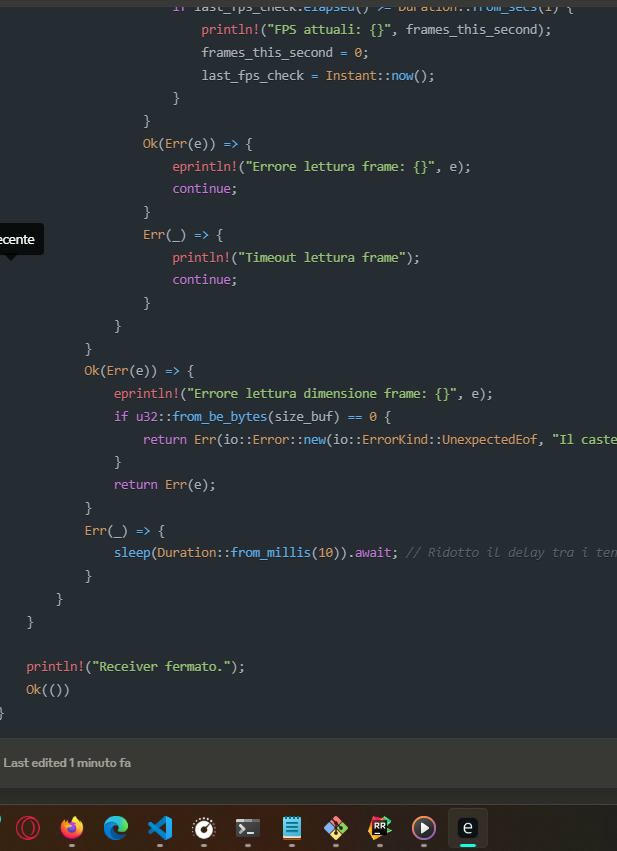 if last_fps_check.elapsed() >= Duration::from_secs(1) {
println!("FPS attuali: {}", frames_this_second);
frames_this_second = 0;
last_fps_check = Instant::now();
}
}
Ok(Err(e)) => {
eprintln!("Errore lettura frame: {}", e);
continue;
}
ecente
Err(_) => {
println!("Timeout lettura frame");
continue;
}
}
}
Ok(Err(e)) => {
eprintln!("Errore lettura dimensione frame: {}", e);
if u32::from_be_bytes(size_buf) == 0 {
return Err(io::Error::new(io::ErrorKind::UnexpectedEof, "Il caste
}
return Err(e);
}
Err(_) => {
sleep(Duration::from_millis(10)).await; // Ridotto il delay tra i ten
}
}
}
println!("Receiver fermato.");
Ok(())
}
Last edited 1 minuto fa
RR
e